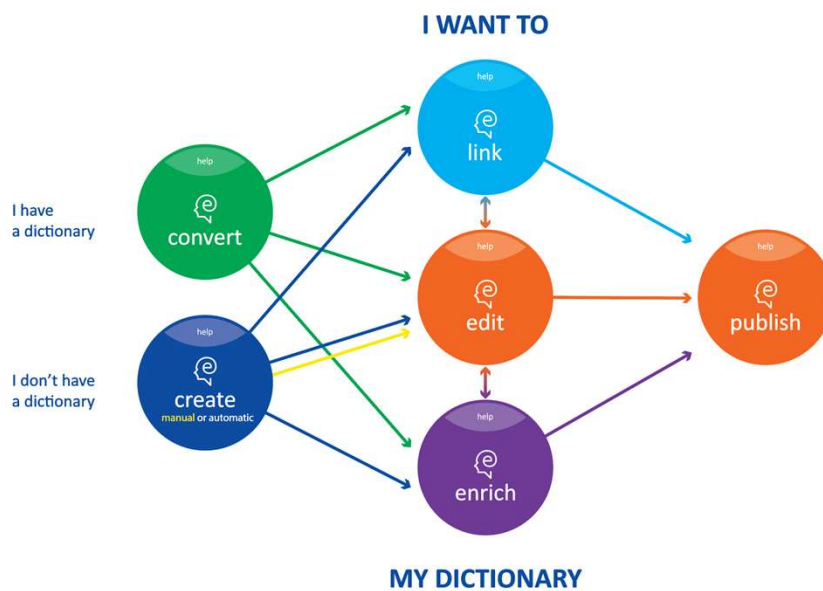 I WANT TO
help
link
I have
a dictionary
help
convert
help
edit
help
publish
I don't have
a dictionary
help
create
manual or automatic
help
enrich
MY DICTIONARY